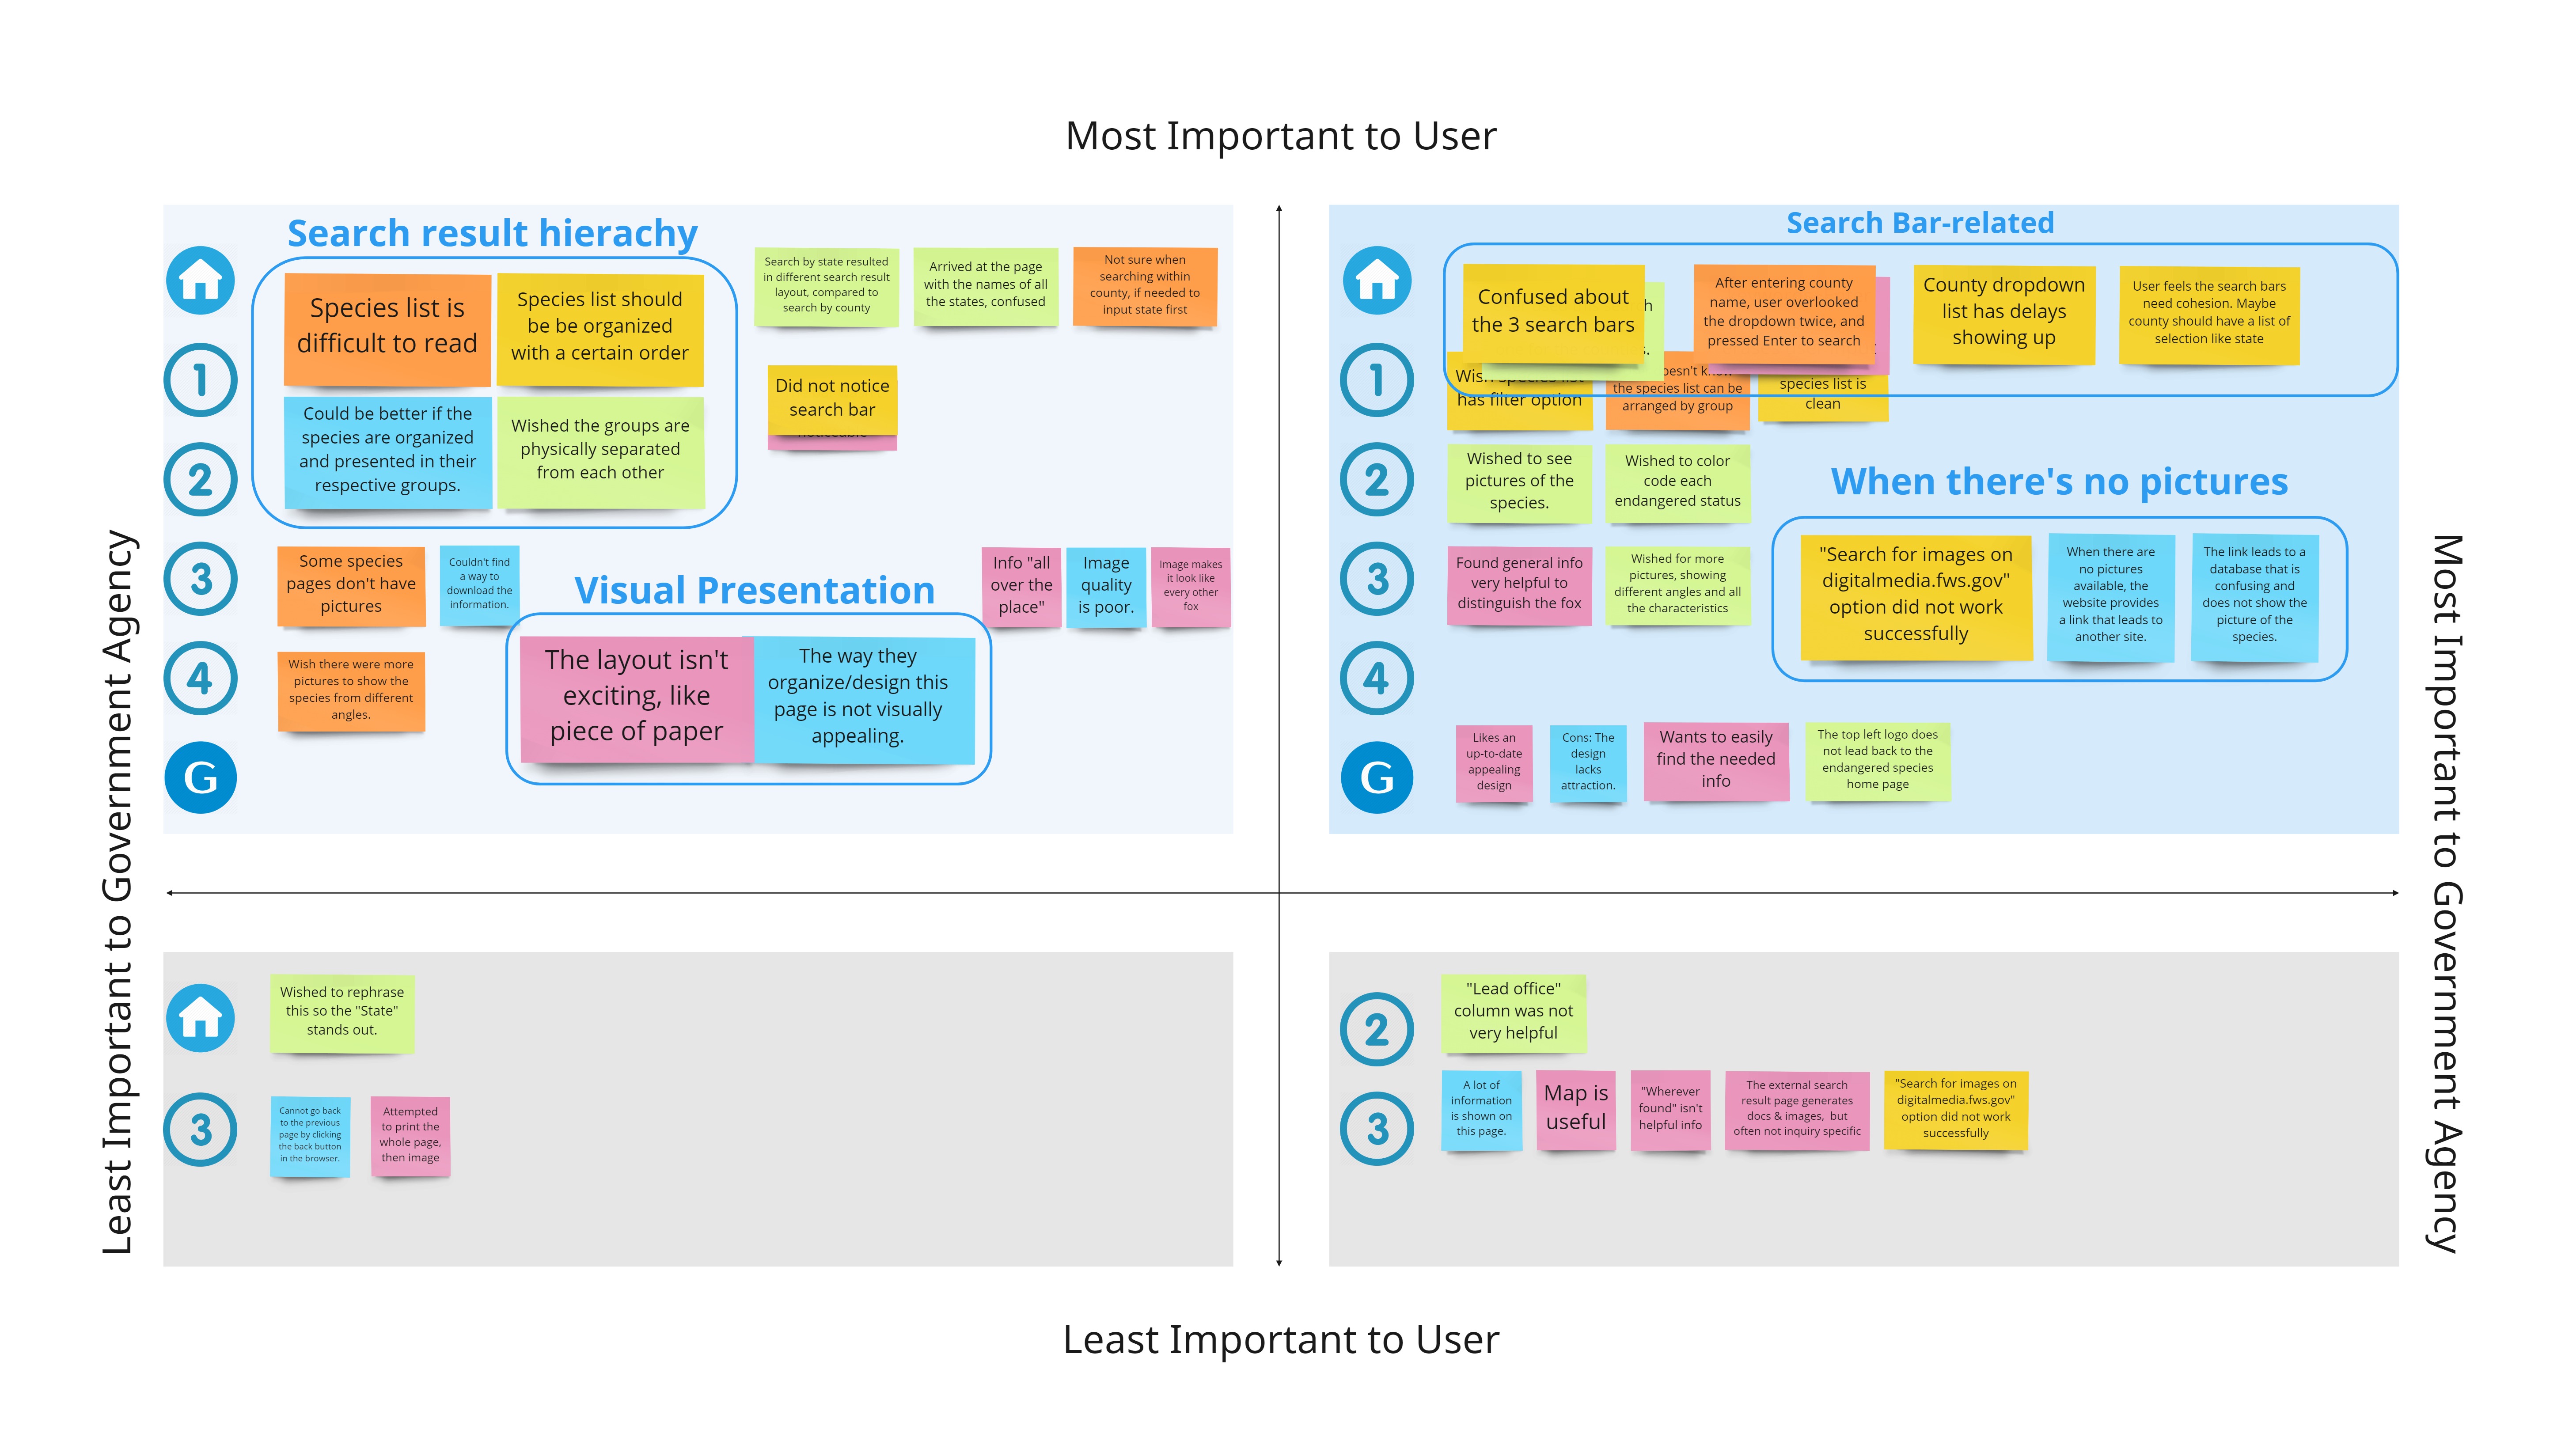 Most Important to User
Search result hierachy
Species list is
difficult to read
Species list should
be be organized
with a certain order
Could be better if the
species are organized
and presented in their
respective groups.
Wished the groups are
physically separated
from each other
Search by state resulted
in different search result
layout, compared to
search by county
Arrived at the page
with the names of all
the states, confused
Not sure when
searching within
county, if needed to
input state first
Did not notice
search bar
1
2
3
4
G
Some species
pages don't have
pictures
Couldn't find
a way to
download the
information.
Wish there were more
pictures to show the
species from different
angles.
Visual Presentation
The layout isn't
exciting, like
piece of paper
The way they
organize/design this
page is not visually
appealing.
Info "all
over the
place"
Image
quality
is poor.
Image makes
it look like
every other
fox
Search Bar-related
Confused about
the 3 search bars
After entering county
name, user overlooked
the dropdown twice, and
pressed Enter to search
County dropdown
list has delays
showing up
User feels the search bars
need cohesion. Maybe
county should have a list of
selection like state
1
Wish species list
has filter option
the species list can be
arranged by group
species list is
clean
2
Wished to see
pictures of the
species.
Wished to color
code each
endangered status
3
Found general info
very helpful to
distinguish the fox
Wished for more
pictures, showing
different angles and all
the characteristics
When there's no pictures
"Search for images on
digitalmedia.fws.gov"
option did not work
successfully
When there are
no pictures
available, the
website provides
a link that leads to
another site.
The link leads to a
database that is
confusing and
does not show the
picture of the
species.
4
G
Likes an
up-to-date
appealing
design
Cons: The
design
lacks
attraction.
Wants to easily
find the needed
info
The top left logo does
not lead back to the
endangered species
home page
Least Important to Government Agency
Most Important to Government Agency
Wished to rephrase
this so the "State"
stands out.
3
Cannot go back
to the previous
page by clicking
the back button
in the browser.
Attempted
to print the
whole page,
then image
2
"Lead office"
column was not
very helpful
3
A lot of
information
is shown on
this page.
Map is
useful
"Wherever
found" isn't
helpful info
The external search
result page generates
docs & images, but
often not inquiry specific
"Search for images on
digitalmedia.fws.gov"
option did not work
successfully
Least Important to User